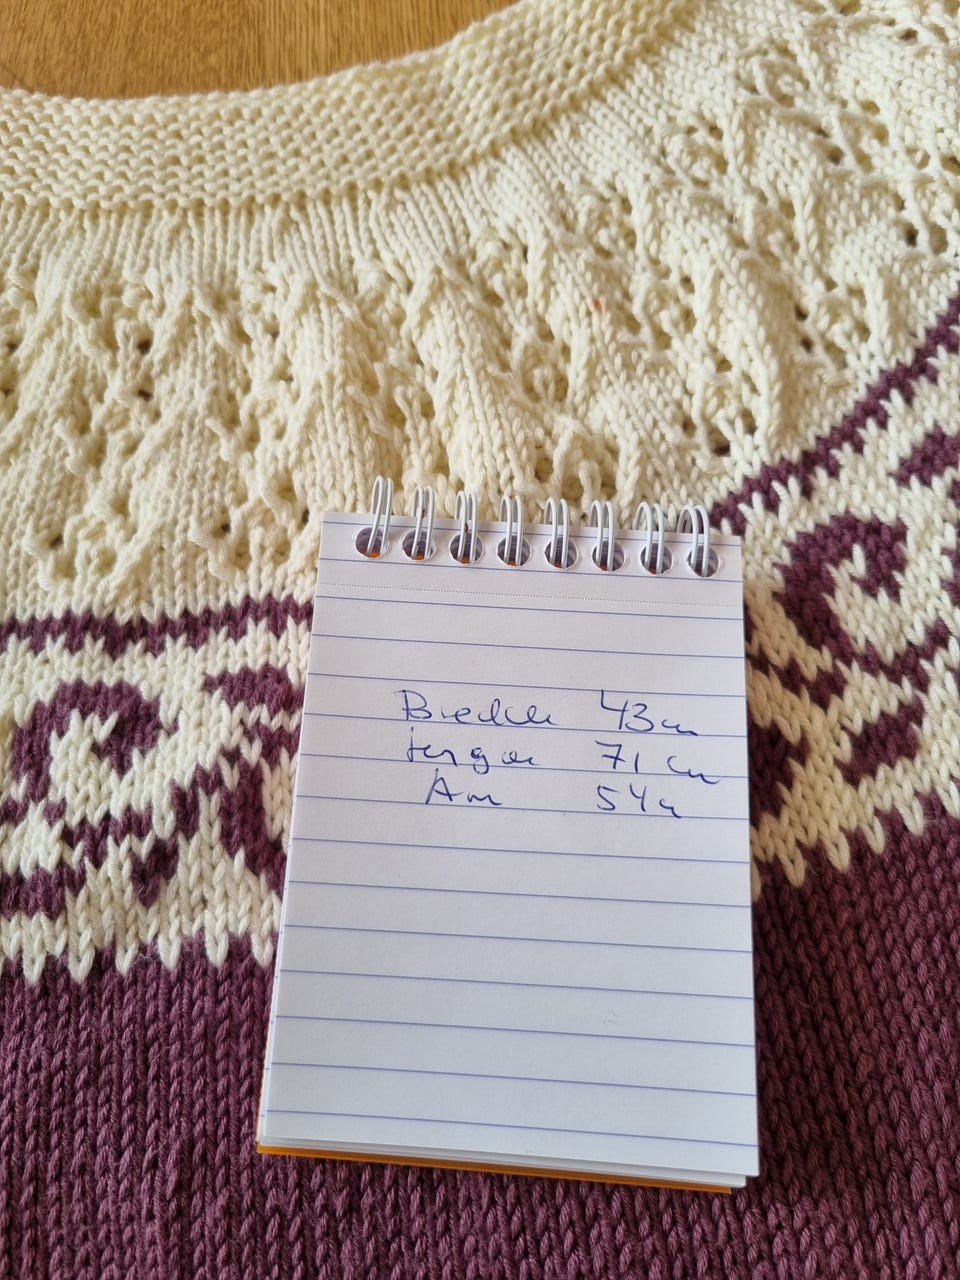 Bredde 43cm
Lengde 71 cm
Arm 54cm